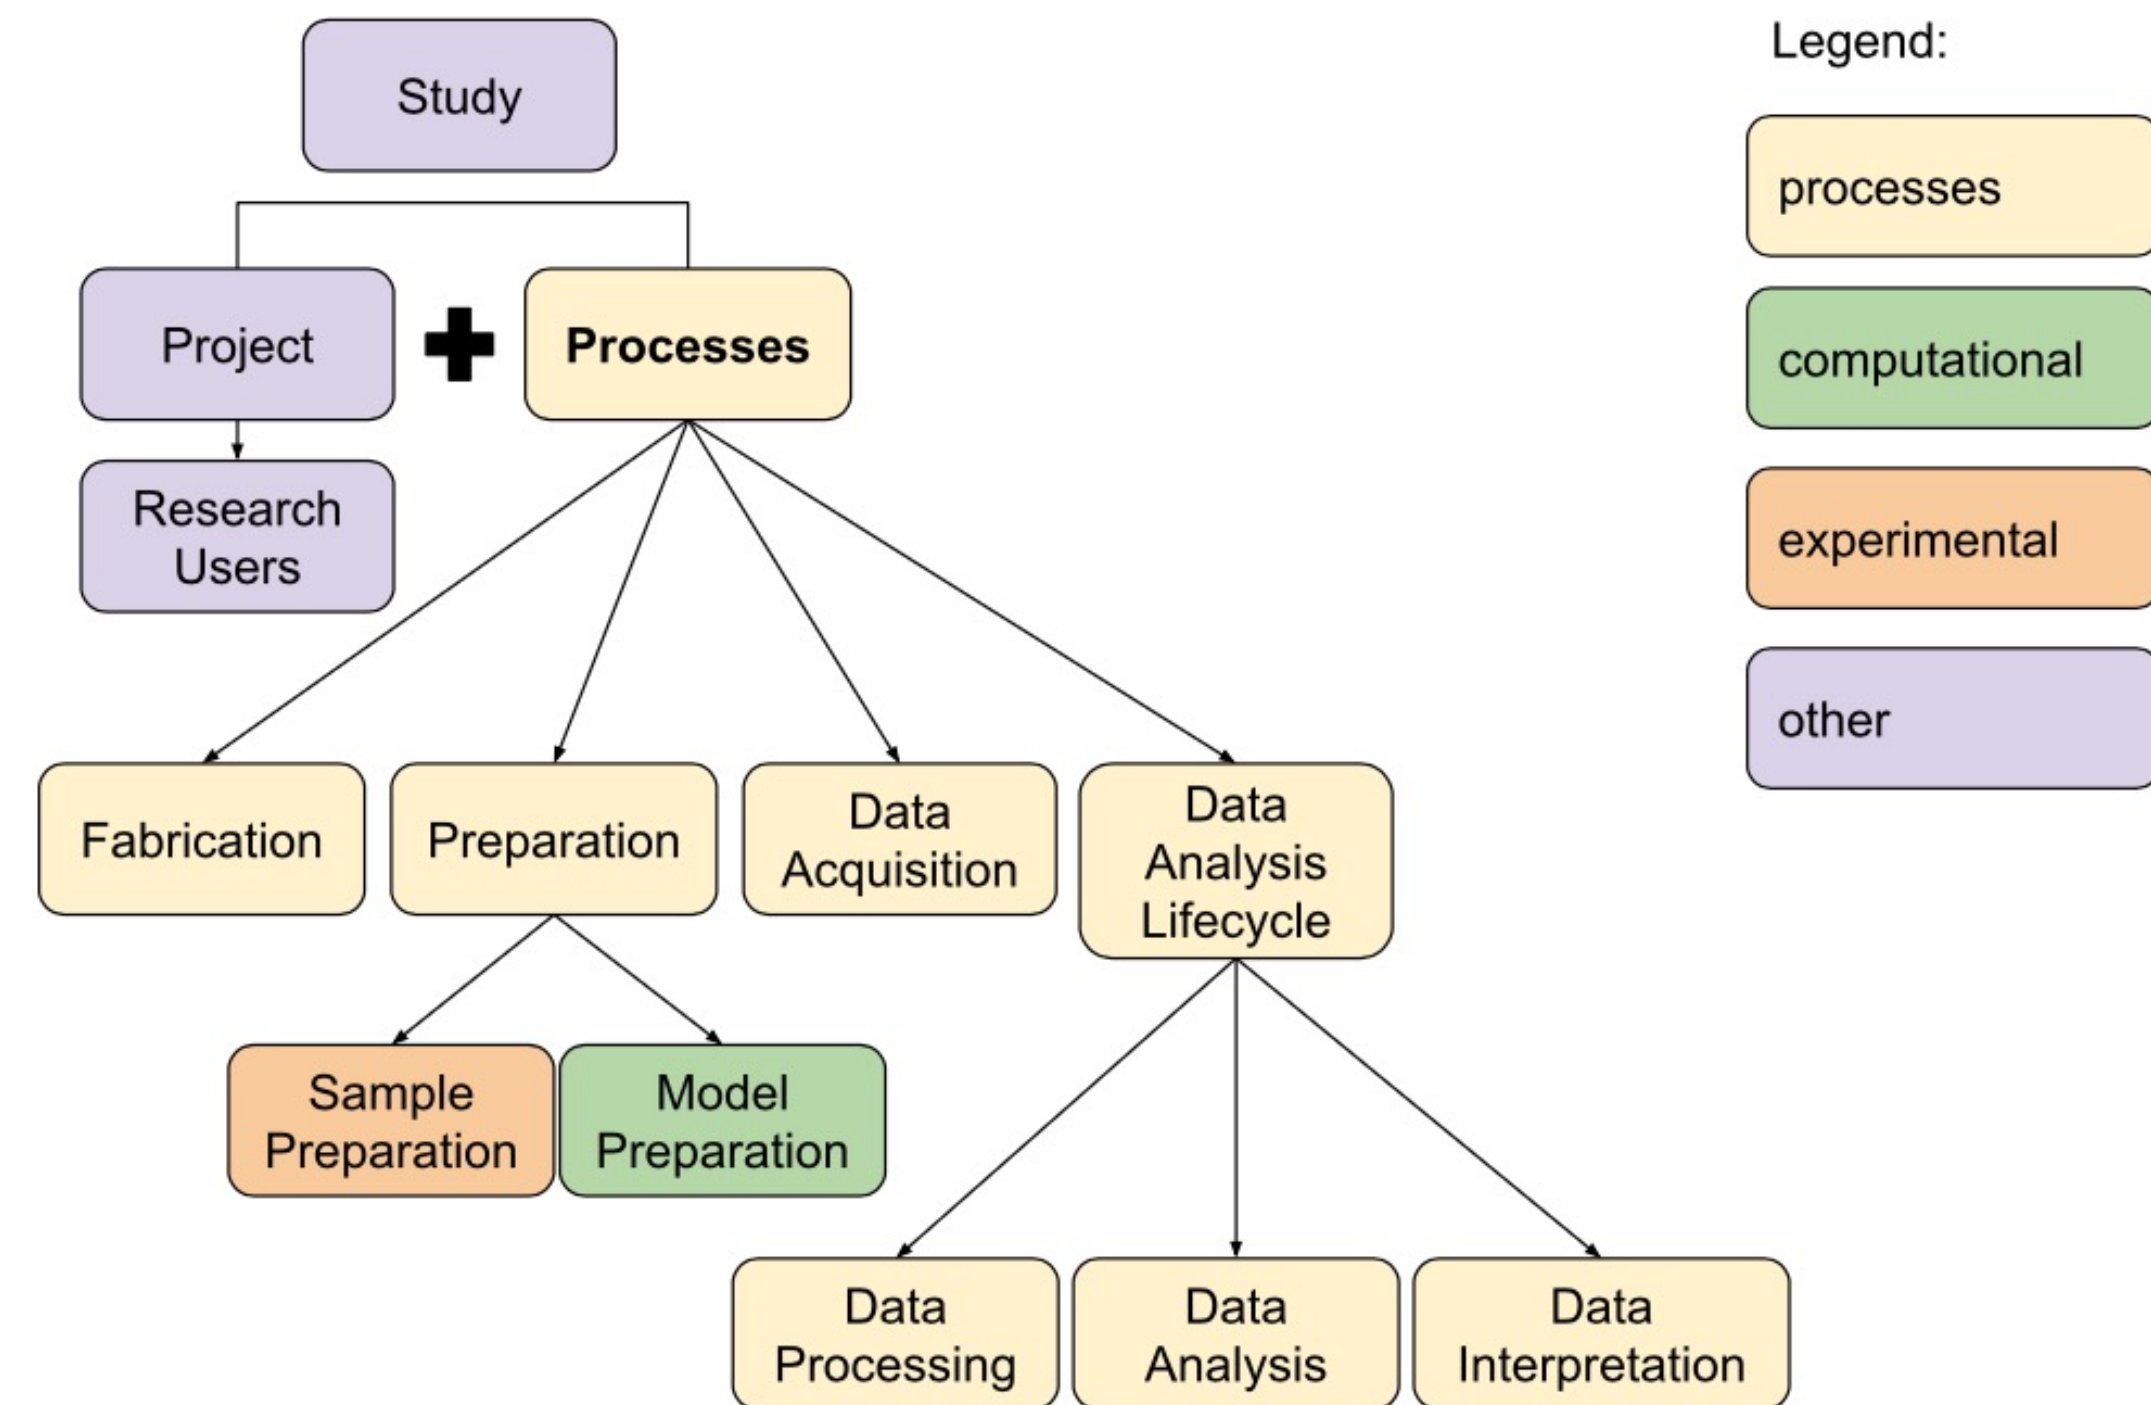 Study
Legend:
processes
computational
experimental
other
Project
Processes
Research
Users
Fabrication
Preparation
Data
Acquisition
Data
Analysis
Lifecycle
Sample
Preparation
Model
Preparation
Data
Processing
Data
Analysis
Data
Interpretation